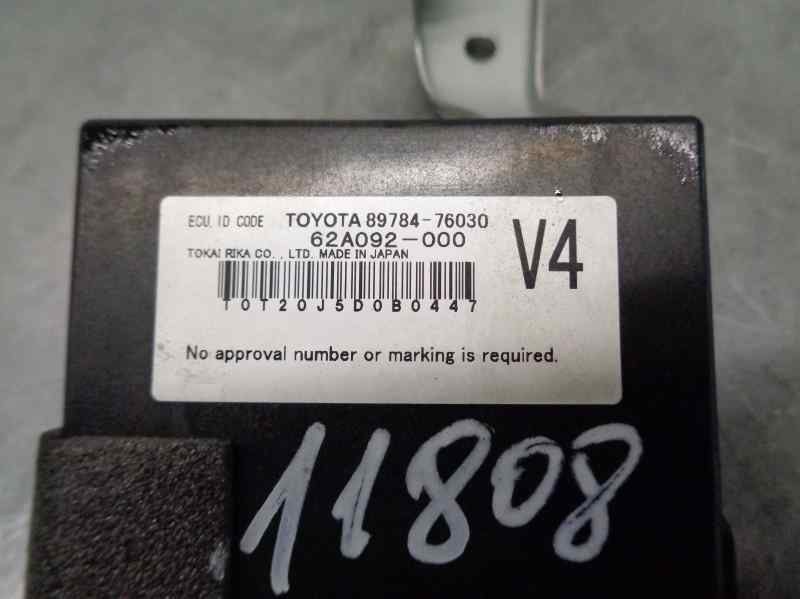 ECU. ID CODE TOYOTA 89784-76030
62A092-000
V4
TOKAI RIKA CO., LTD. MADE IN JAPAN
T0T20J5D0B0447
No approval number or marking is required.
11808